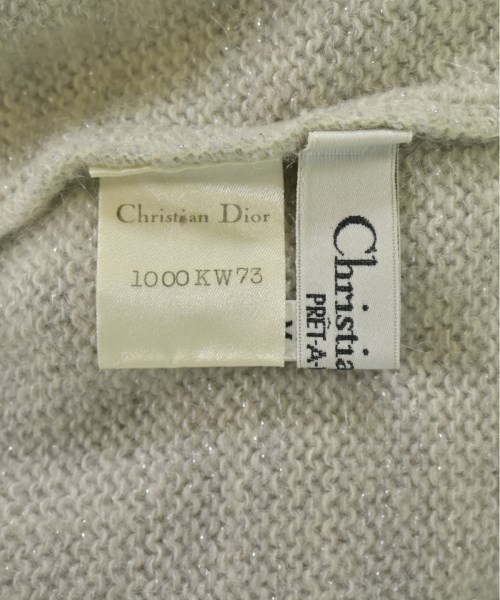 Christian Dior
1000 KW73
Christia
PRÊT-À-